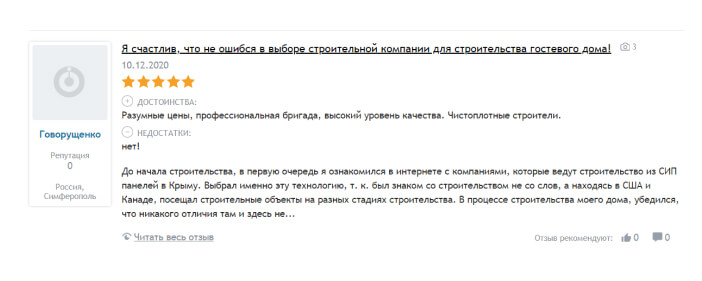 Я счастлив, что не ошибся в выборе строительной компании для строительства гостевого дома! 3
10.12.2020
ДОСТОИНСТВА:
Разумные цены, профессиональная бригада, высокий уровень качества. Чистоплотные строители.
НЕДОСТАТКИ:
нет!
Говорущенко
Репутация
0
Россия,
Симферополь
До начала строительства, в первую очередь я ознакомился в интернете с компаниями, которые ведут строительство из СИП
панелей в Крыму. Выбрал именно эту технологию, т. к. был знаком со строительством не со слов, а находясь в США и
Канаде, посещал строительные объекты на разных стадиях строительства. В процессе строительства моего дома, убедился,
что никакого отличия там и здесь не...
Читать весь отзыв
Отзыв рекомендуют: 0 0